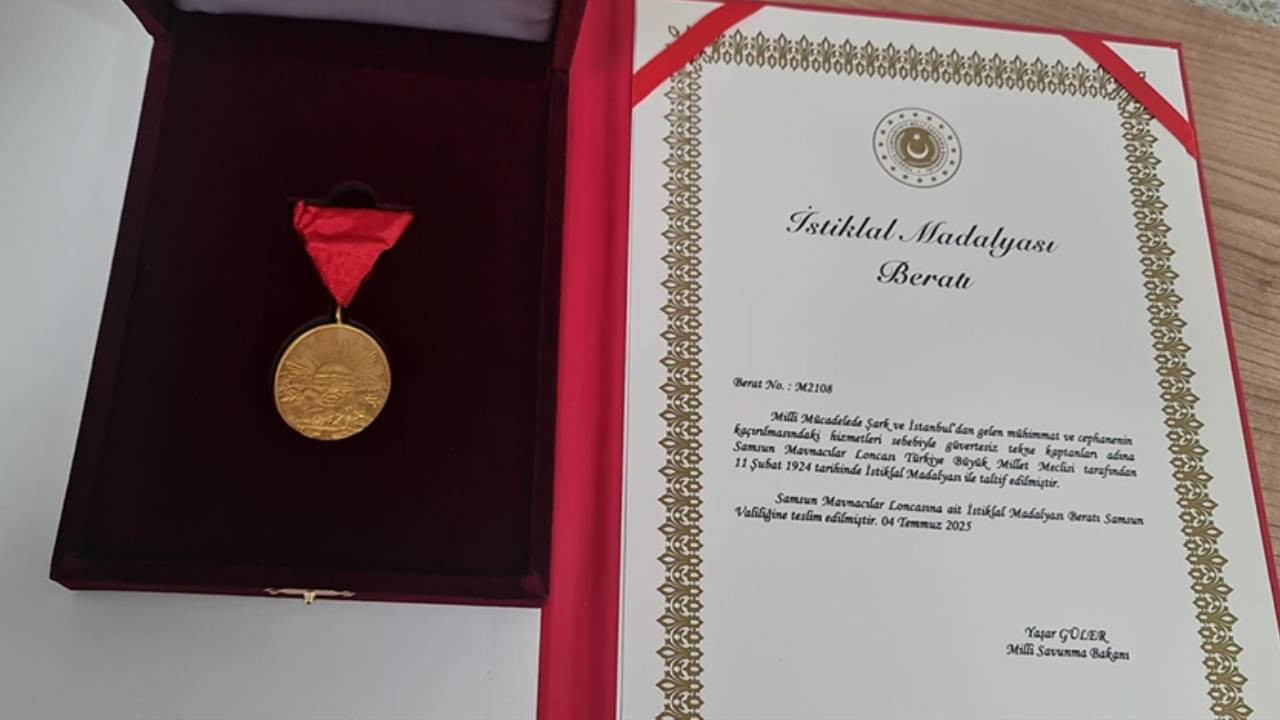 İstiklal Madalyası
Beratı
Berat No. : M2108
Milli Mücadelede Şark ve İstanbul'dan gelen mühimmat ve cephanenin
kaçırılmasındaki hizmetleri sebebiyle güvertesiz tekne kaptanları adına
Samsun Mavnacılar Loncası Türkiye Büyük Millet Meclisi tarafından
11 Şubat 1924 tarihinde İstiklal Madalyası ile taltif edilmiştir.
Samsun Mavnacılar Loncasına ait İstiklal Madalyası Beratı Samsun
Valiliğine teslim edilmiştir. 04 Temmuz 2025
Yaşar GÜLER
Milli Savunma Bakanı